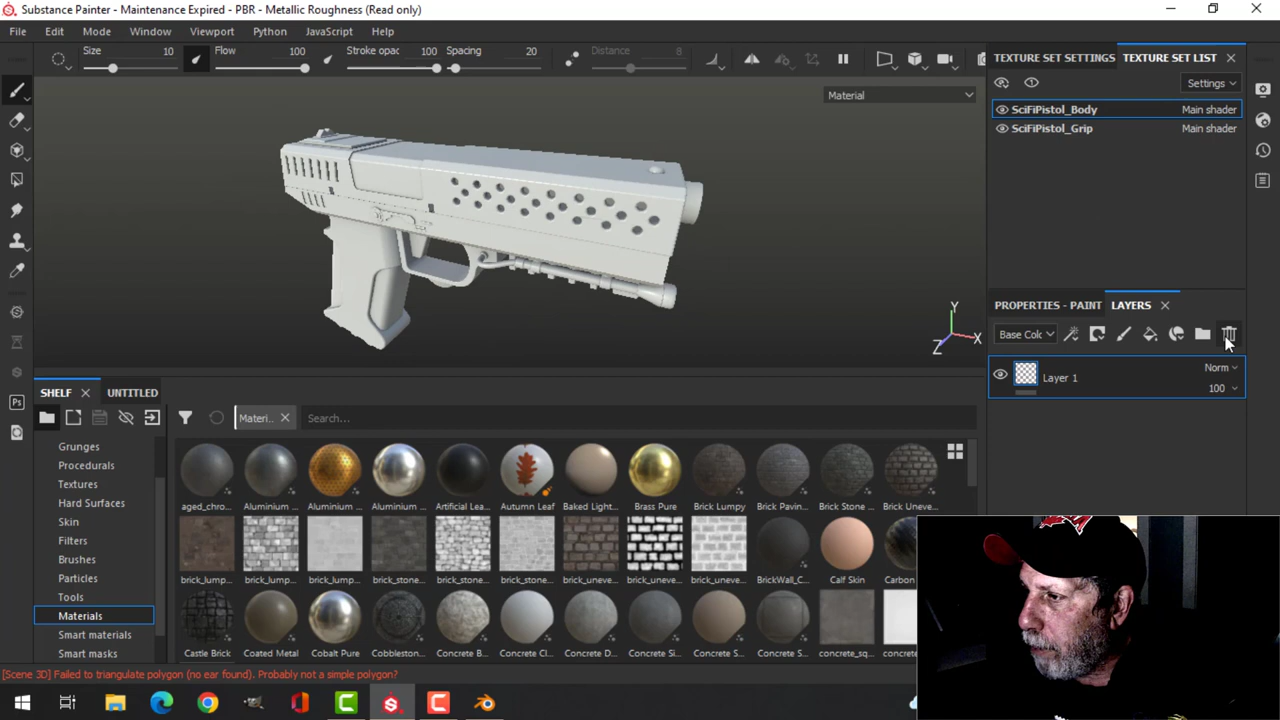 Substance Painter - Maintenance Expired - PBR - Metallic Roughness (Read only)
File Edit Mode Window Viewport Python JavaScript Help
Size 10 Flow 100 Stroke opac 100 Spacing 20 Distance 8
TEXTURE SET SETTINGS TEXTURE SET LIST
Settings
SciFiPistol_Body Main shader
SciFiPistol_Grip Main shader
Material
Y
X
Z
PROPERTIES - PAINT LAYERS
Base Col
Layer 1 Norm
100
SHELF UNTITLED
Materi.. Search...
Grunges
Procedurals
Textures
Hard Surfaces
Skin
Filters
Brushes
Particles
Tools
Materials
Smart materials
Smart masks
aged_chro... Aluminium ... Aluminium ... Aluminium ... Artificial Lea... Autumn Leaf Baked Light... Brass Pure Brick Lumpy Brick Pavin... Brick Stone ... Brick Uneve...
brick_lump... brick_lump... brick_lump... brick_stone... brick_stone... brick_stone... brick_uneve... brick_uneve... brick_uneve... BrickWall_C... Calf Skin Carbon
Castle Brick Coated Metal Cobalt Pure Cobbleston... Concrete B... Concrete Cl... Concrete D... Concrete Si... Concrete S... Concrete S... concrete_sq... concre
[Scene 3D] Failed to triangulate polygon (no ear found). Probably not a simple polygon?
Ps